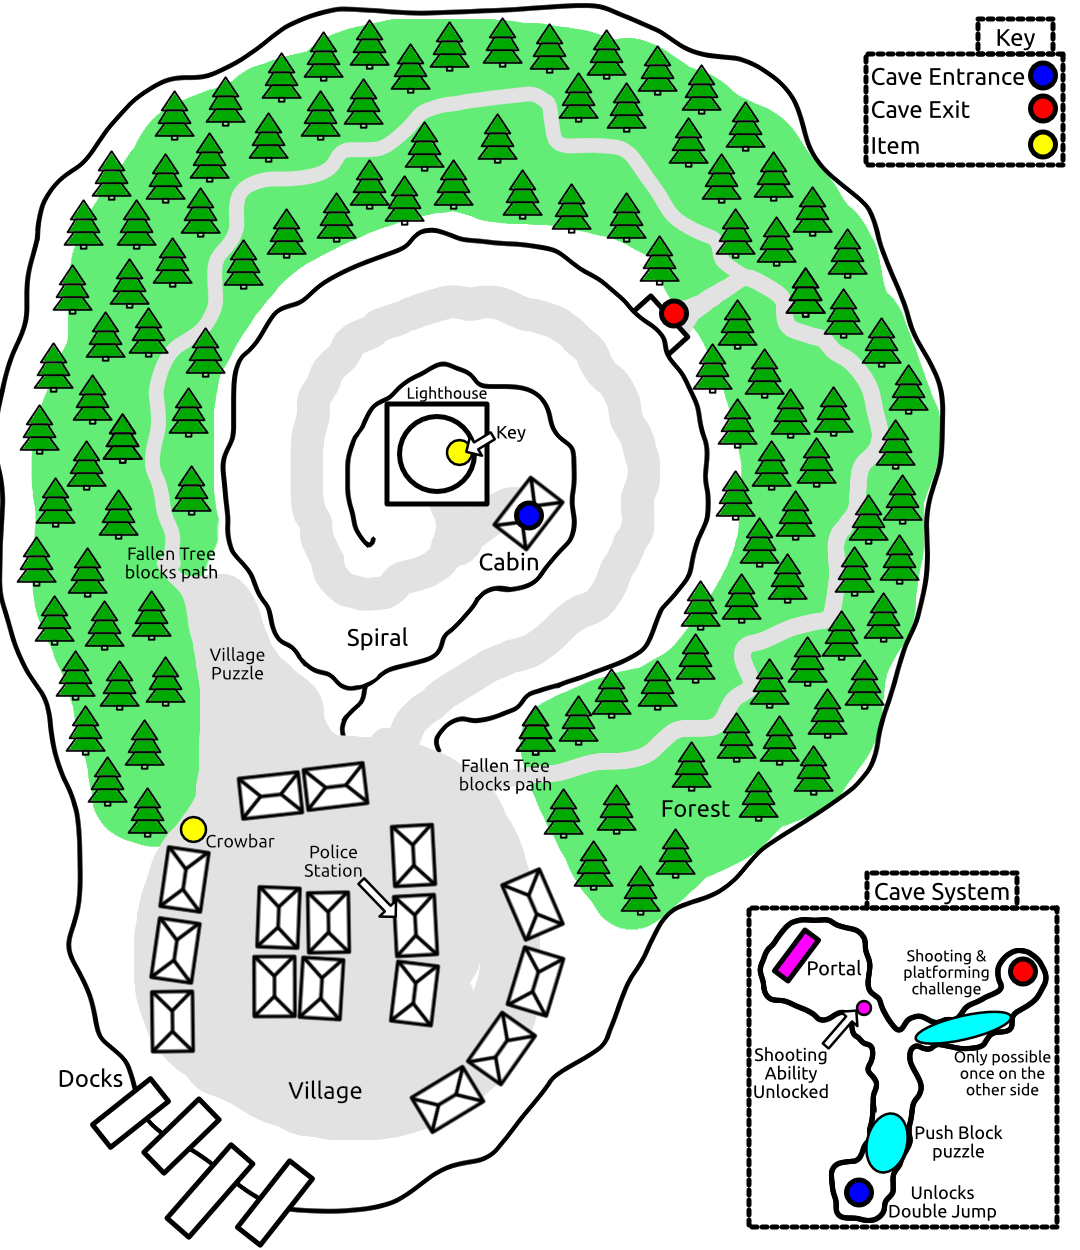 Key
Cave Entrance
Cave Exit
Item
Lighthouse
Key
Cabin
Fallen Tree
blocks path
Spiral
Village
Puzzle
Fallen Tree
blocks path
Forest
Crowbar
Police
Station
Docks
Village
Cave System
Portal
Shooting &
platforming
challenge
Shooting
Ability
Unlocked
Only possible
once on the
other side
Push Block
puzzle
Unlocks
Double Jump